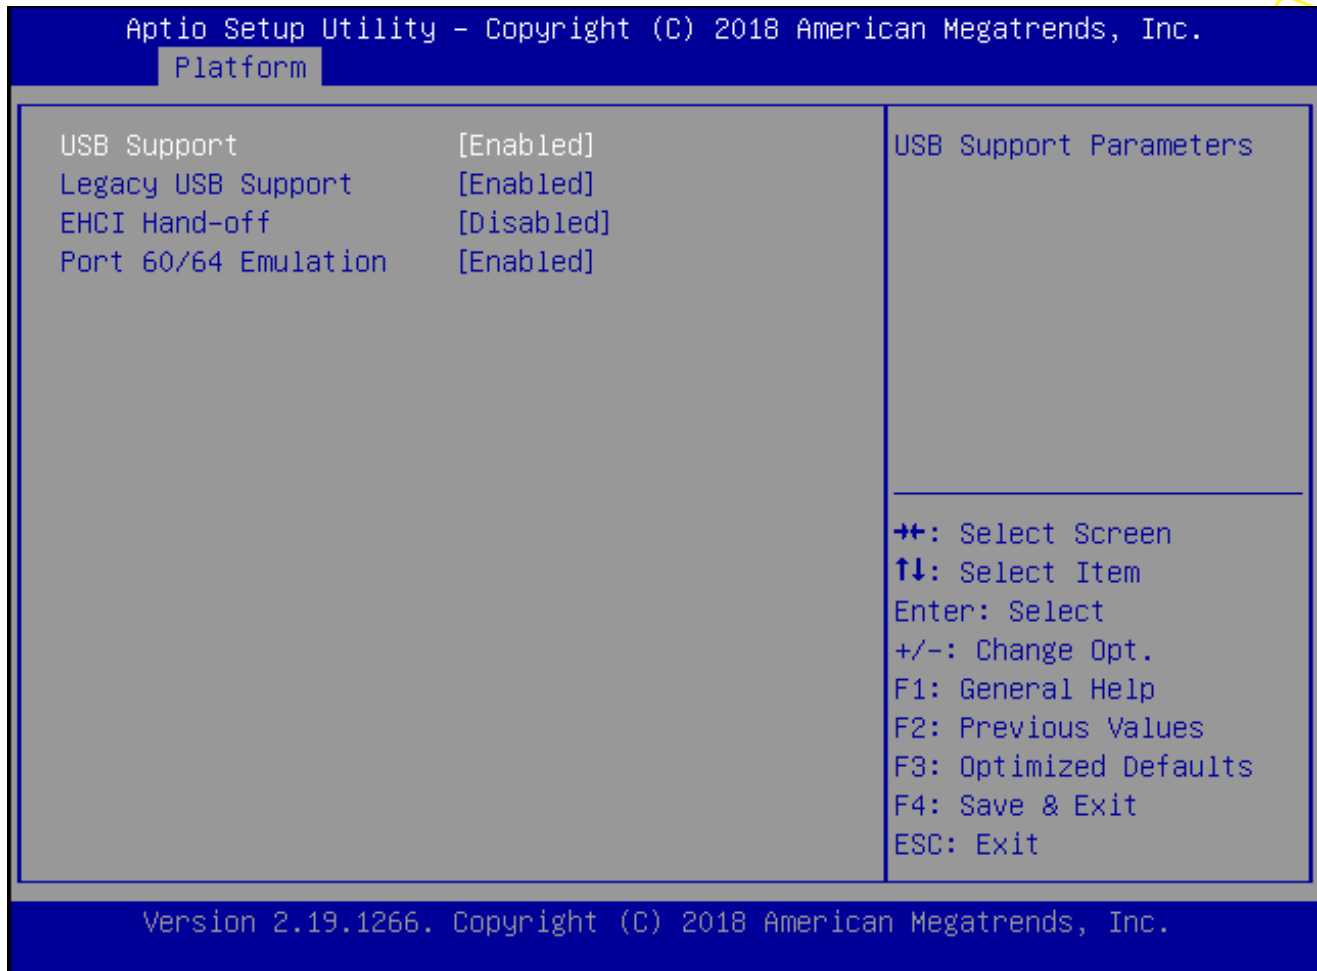 Aptio Setup Utility – Copyright (C) 2018 American Megatrends, Inc.
Platform
USB Support [Enabled]
Legacy USB Support [Enabled]
EHCI Hand-off [Disabled]
Port 60/64 Emulation [Enabled]
USB Support Parameters
→←: Select Screen
↑↓: Select Item
Enter: Select
+/-: Change Opt.
F1: General Help
F2: Previous Values
F3: Optimized Defaults
F4: Save & Exit
ESC: Exit
Version 2.19.1266. Copyright (C) 2018 American Megatrends, Inc.